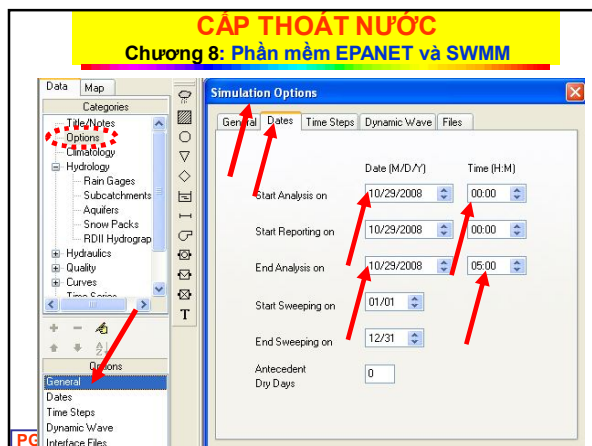 CẤP THOÁT NƯỚC
Chương 8: Phần mềm EPANET và SWMM
Data
Map
Categories
Title/Notes
Options
Climatology
Hydrology
Rain Gages
Subcatchments
Aquifers
Snow Packs
RDII Hydrograp
Hydraulics
Quality
Curves
Time Series
Options
General
Dates
Time Steps
Dynamic Wave
Interface Files
T
Simulation Options
General
Dates
Time Steps
Dynamic Wave
Files
Date (M/D/Y)
Time (H:M)
Start Analysis on
10/29/2008
00:00
Start Reporting on
10/29/2008
00:00
End Analysis on
10/29/2008
05:00
Start Sweeping on
01/01
End Sweeping on
12/31
Antecedent
Dry Days
0
PG